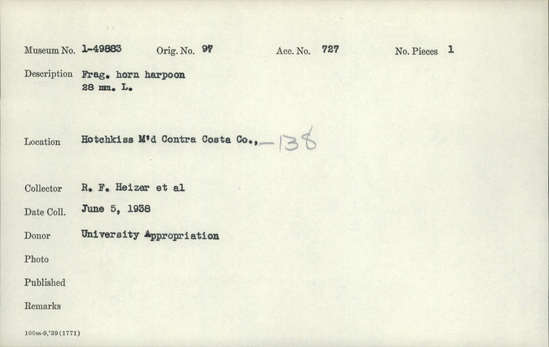 Museum No. 1-49883 Orig. No. 97 Acc. No. 727 No. Pieces 1
Description Frag. horn harpoon
28 mm. L.
Location Hotchkiss M'd Contra Costa Co., -138
Collector R. F. Heizer et al
Date Coll. June 5, 1938
Donor University Appropriation
Photo
Published
Remarks
100m-9,'39(1771)